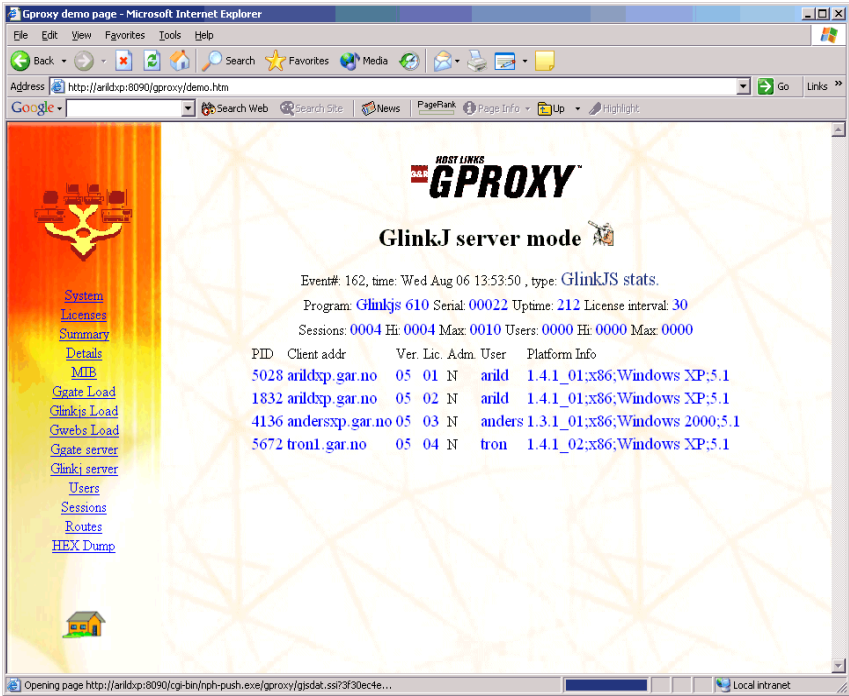 Gproxy demo page - Microsoft Internet Explorer
File Edit View Favorites Tools Help
Back Search Favorites Media
Address http://arildxp:8090/gproxy/demo.htm Go Links »
Google Search Web Search Site News PageRank Page Info Up Highlight
HOST LINKS
G&R GPROXY™
GlinkJ server mode
Event#: 162, time: Wed Aug 06 13:53:50 , type: GlinkJS stats.
Program: Glinkjs 610 Serial: 00022 Uptime: 212 License interval: 30
Sessions: 0004 Hi: 0004 Max: 0010 Users: 0000 Hi: 0000 Max: 0000
PID Client addr Ver. Lic. Adm. User Platform Info
5028 arildxp.gar.no 05 01 N arild 1.4.1_01;x86;Windows XP;5.1
1832 arildxp.gar.no 05 02 N arild 1.4.1_01;x86;Windows XP;5.1
4136 andersxp.gar.no 05 03 N anders 1.3.1_01;x86;Windows 2000;5.1
5672 tron1.gar.no 05 04 N tron 1.4.1_02;x86;Windows XP;5.1
System
Licenses
Summary
Details
MIB
Ggate Load
Glinkjs Load
Gwebs Load
Ggate server
Glinkj server
Users
Sessions
Routes
HEX Dump
Opening page http://arildxp:8090/cgi-bin/nph-push.exe/gproxy/gjsdat.ssi?3f30ec4e... Local intranet